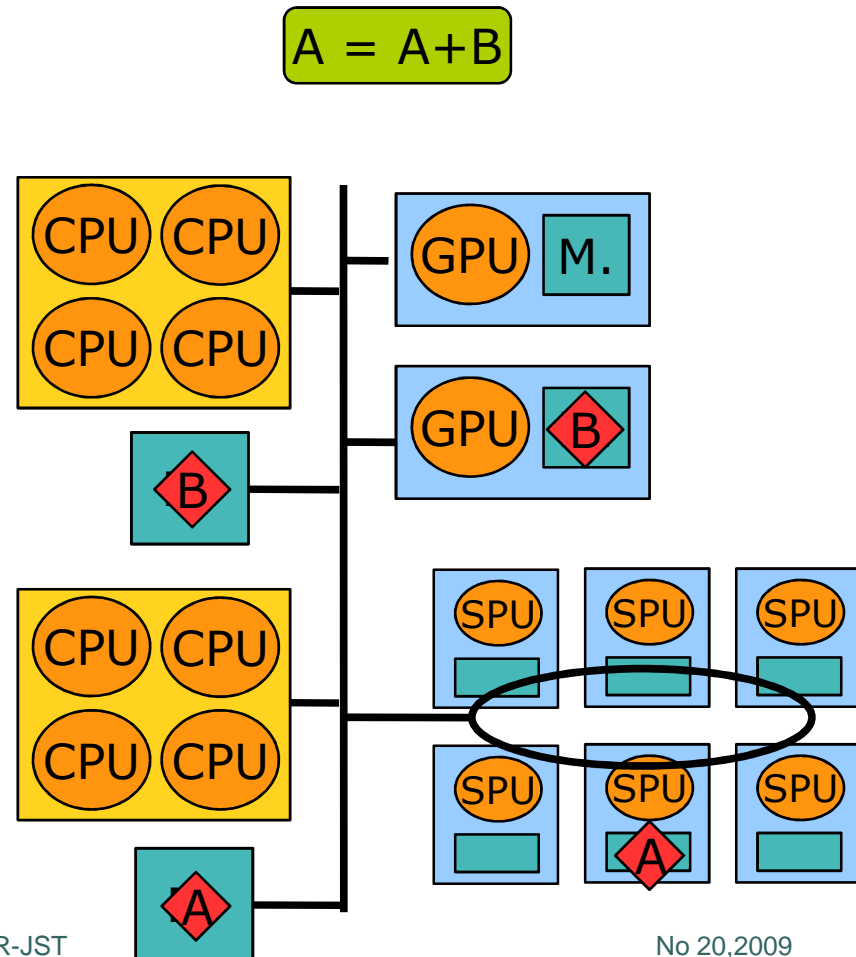 A = A+B
CPU CPU
CPU CPU
GPU M.
GPU B
B
CPU CPU
CPU CPU
SPU SPU SPU
SPU SPU SPU
A
A
R-JST
No 20,2009